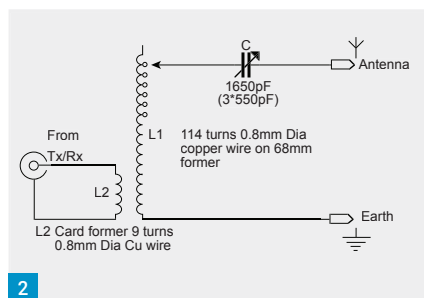 C
1650pF
(3*550pF)
Antenna
From
Tx/Rx
L1
114 turns 0.8mm Dia
copper wire on 68mm
former
L2
Earth
L2 Card former 9 turns
0.8mm Dia Cu wire
2